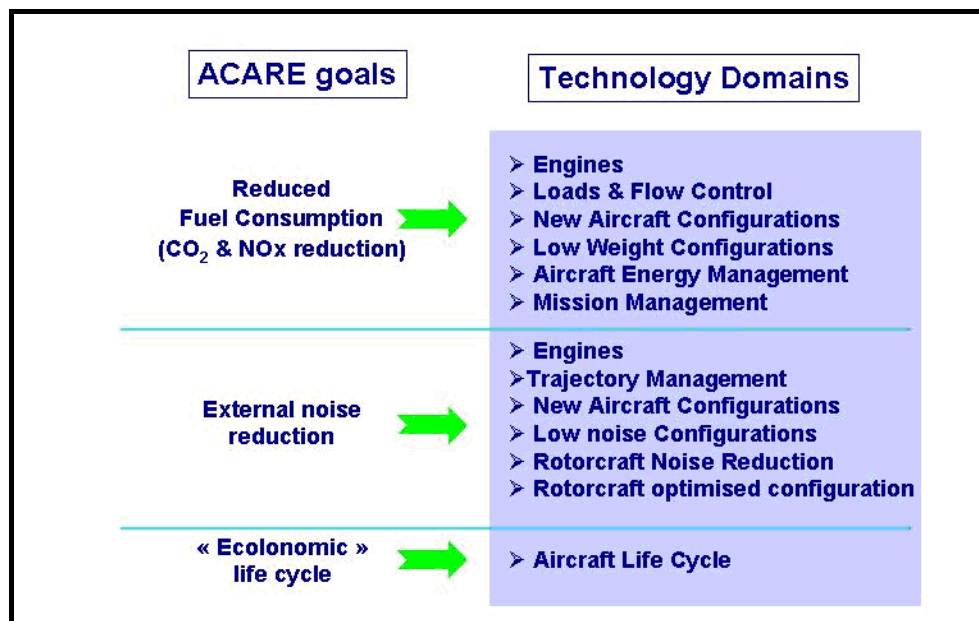 ACARE goals
Technology Domains
Reduced
Fuel Consumption
(CO₂ & NOx reduction)
➢ Engines
➢ Loads & Flow Control
➢ New Aircraft Configurations
➢ Low Weight Configurations
➢ Aircraft Energy Management
➢ Mission Management
External noise
reduction
➢ Engines
➢Trajectory Management
➢ New Aircraft Configurations
➢ Low noise Configurations
➢ Rotorcraft Noise Reduction
➢ Rotorcraft optimised configuration
« Ecolonomic »
life cycle
➢ Aircraft Life Cycle